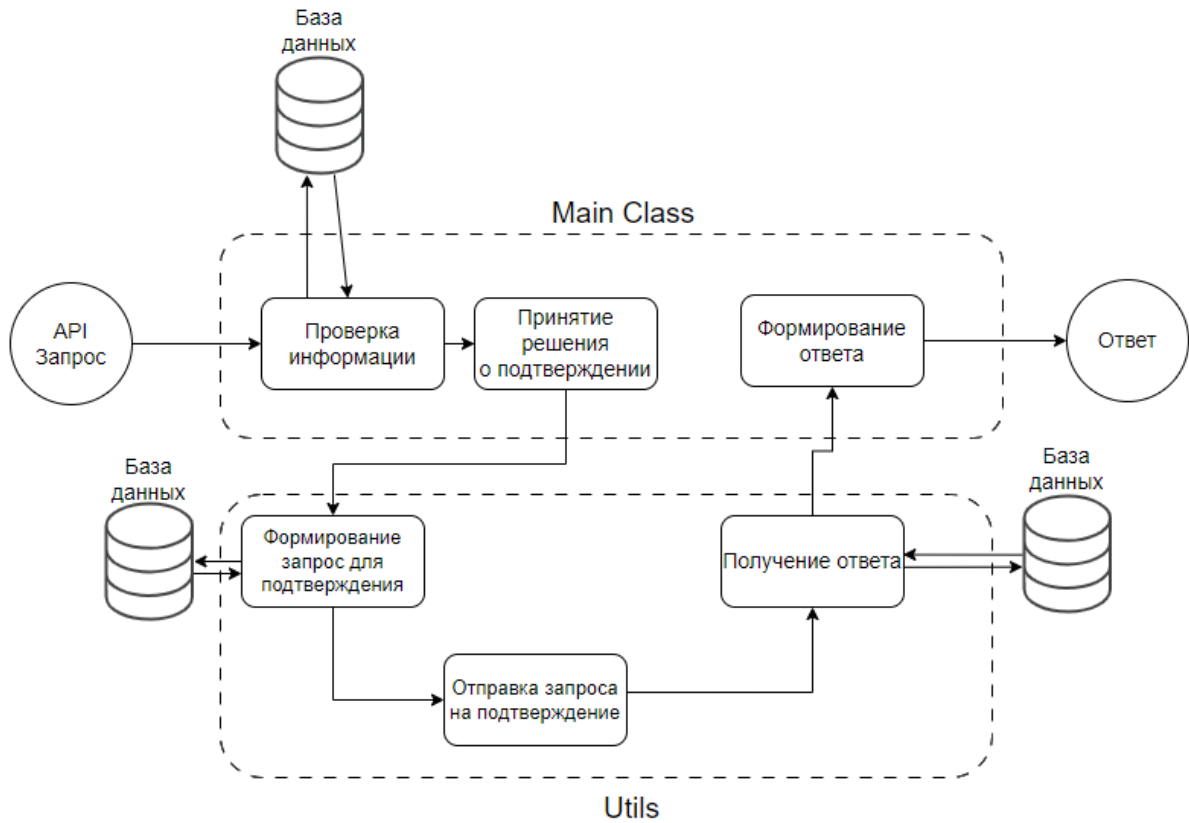 База
данных
Main Class
API
Запрос
Проверка
информации
Принятие
решения
о подтверждении
Формирование
ответа
Ответ
База
данных
Формирование
запрос для
подтверждения
Получение ответа
База
данных
Отправка запроса
на подтверждение
Utils